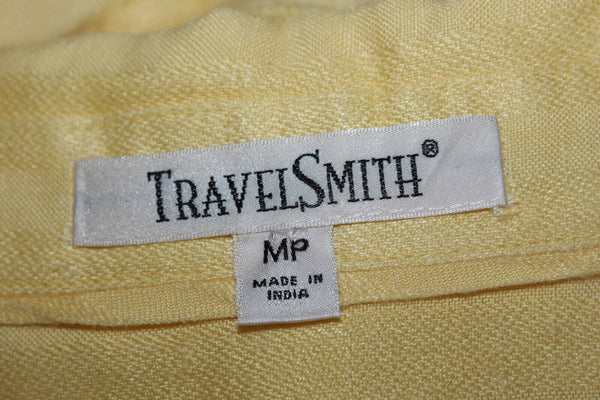 TRAVELSMITH®
MP
MADE IN
INDIA